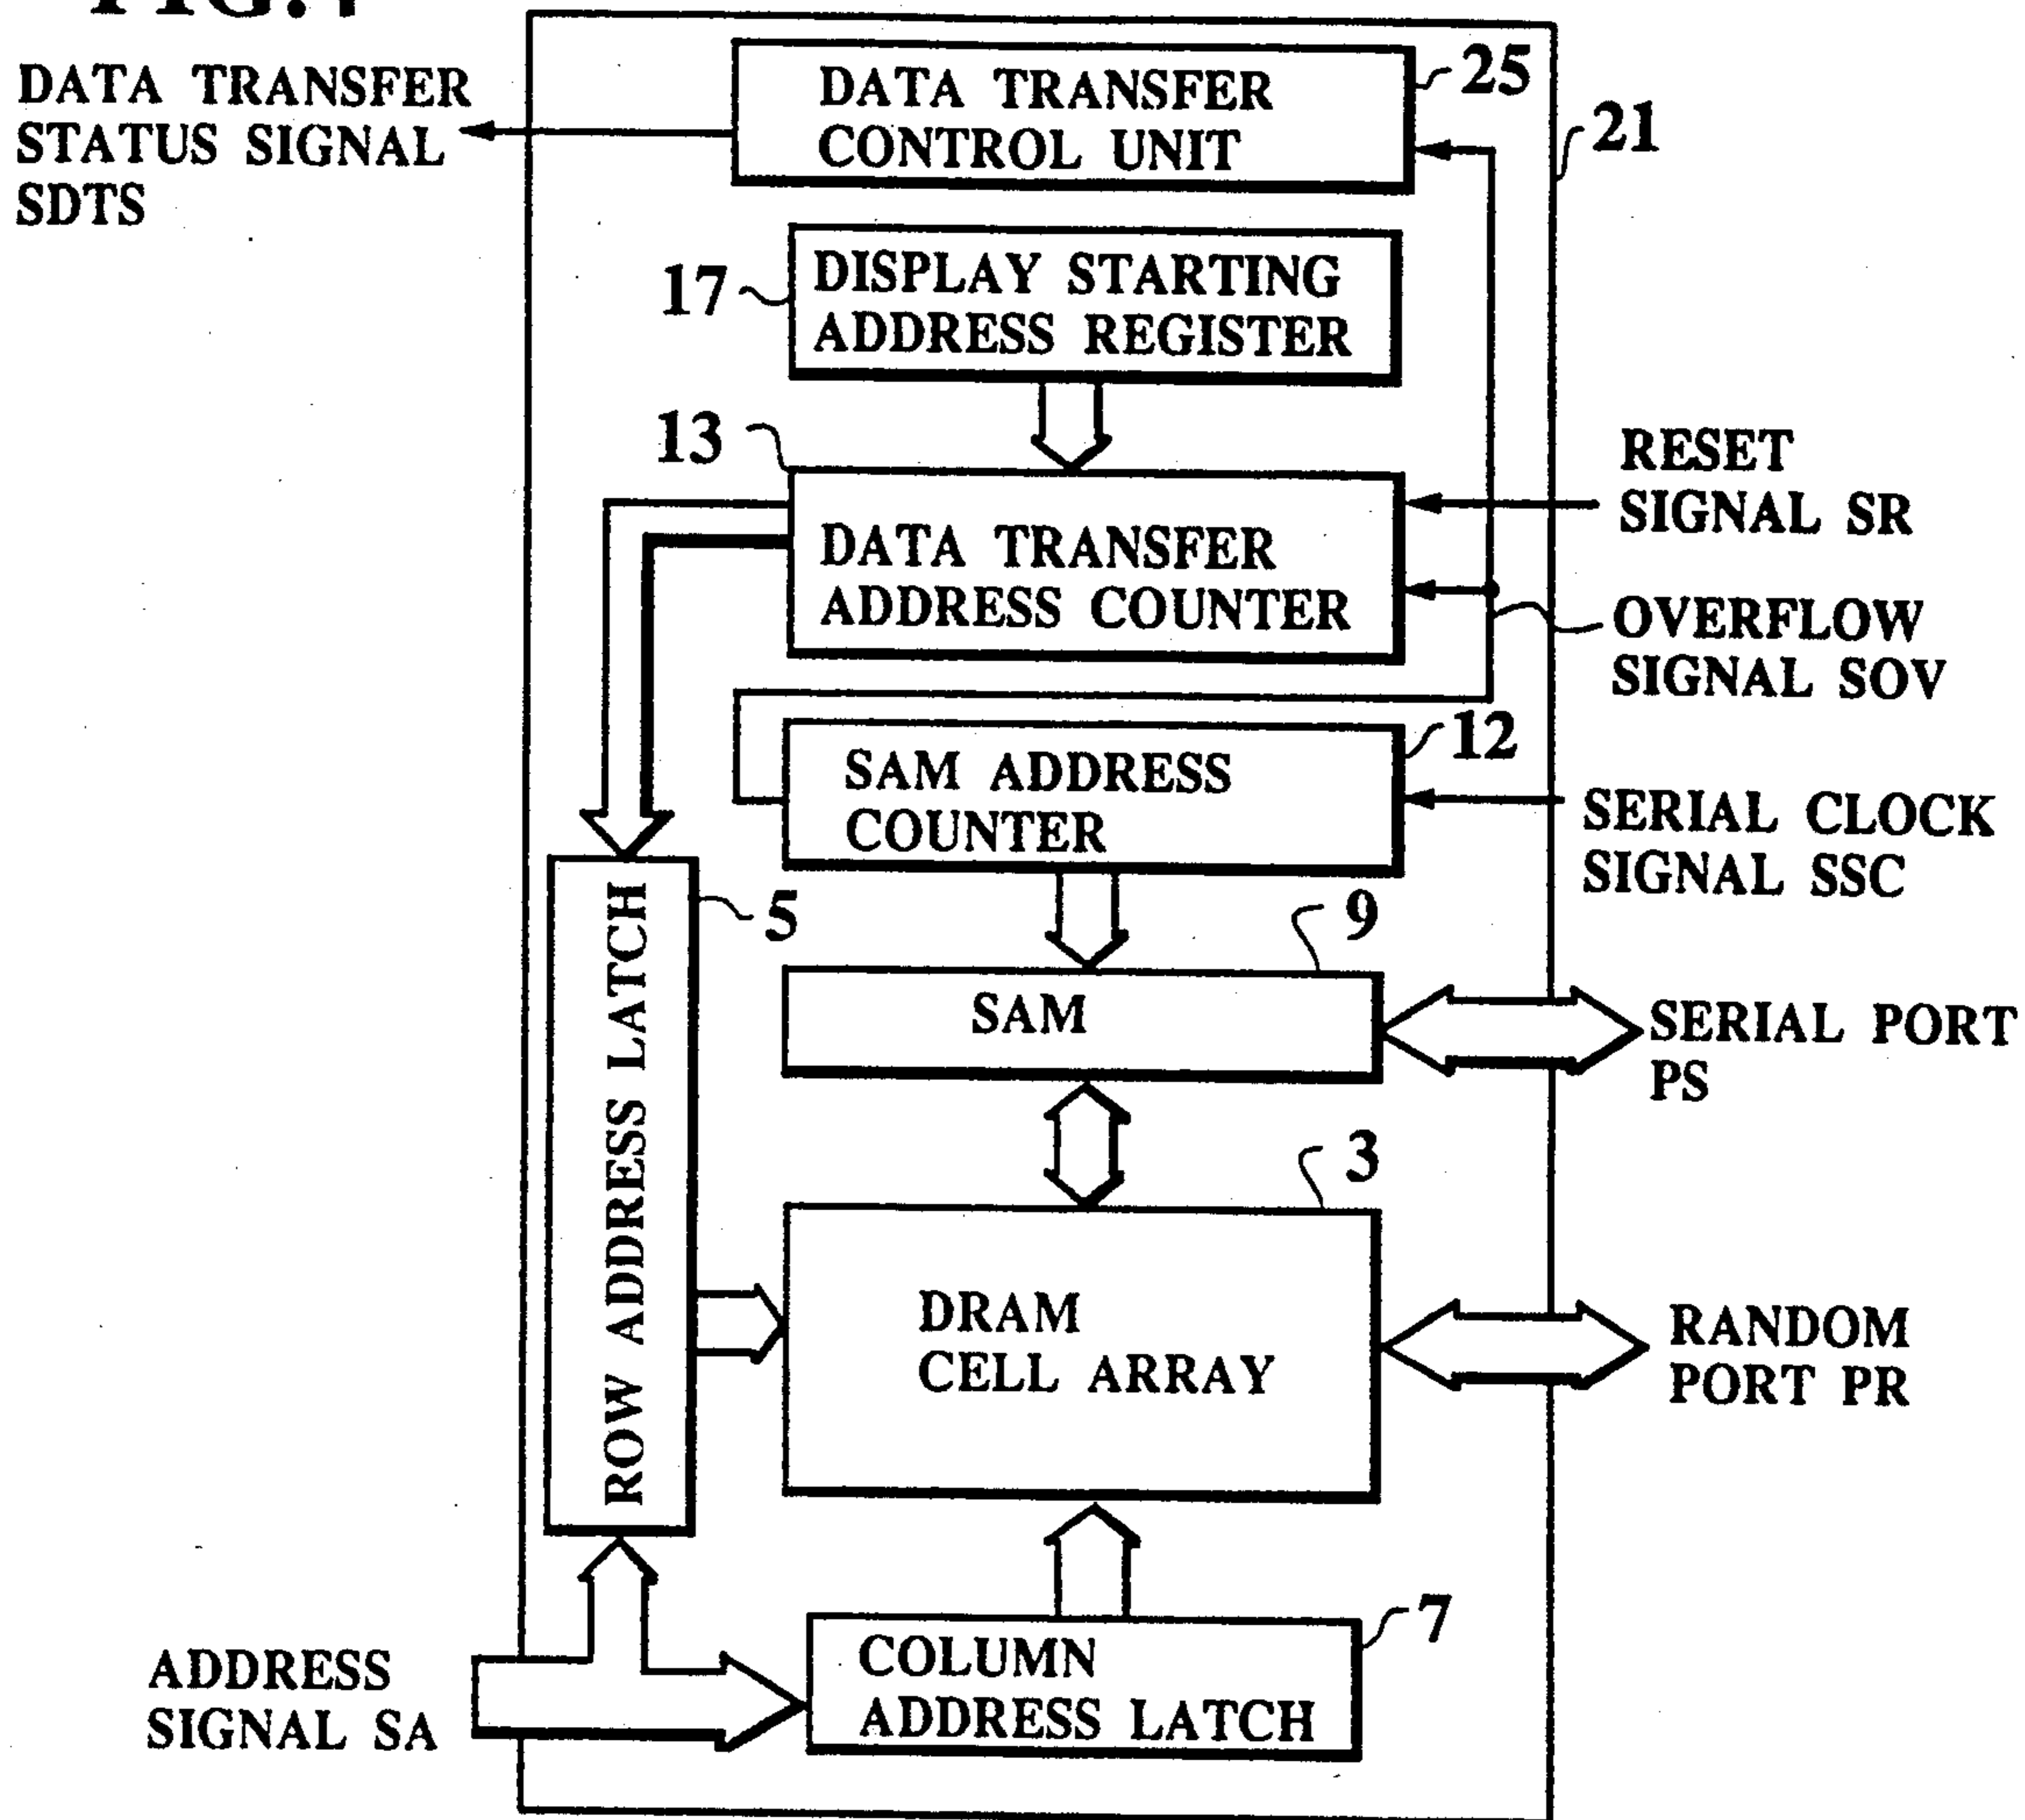 FIG.
DATA TRANSFER
STATUS SIGNAL
SDTS
DATA TRANSFER
CONTROL UNIT
25
21
17
DISPLAY STARTING
ADDRESS REGISTER
13
DATA TRANSFER
ADDRESS COUNTER
RESET
SIGNAL SR
OVERFLOW
SIGNAL SOV
12
SAM ADDRESS
COUNTER
SERIAL CLOCK
SIGNAL SSC
ROW ADDRESS LATCH
5
9
SAM
SERIAL PORT
PS
3
DRAM
CELL ARRAY
RANDOM
PORT PR
7
COLUMN
ADDRESS LATCH
ADDRESS
SIGNAL SA